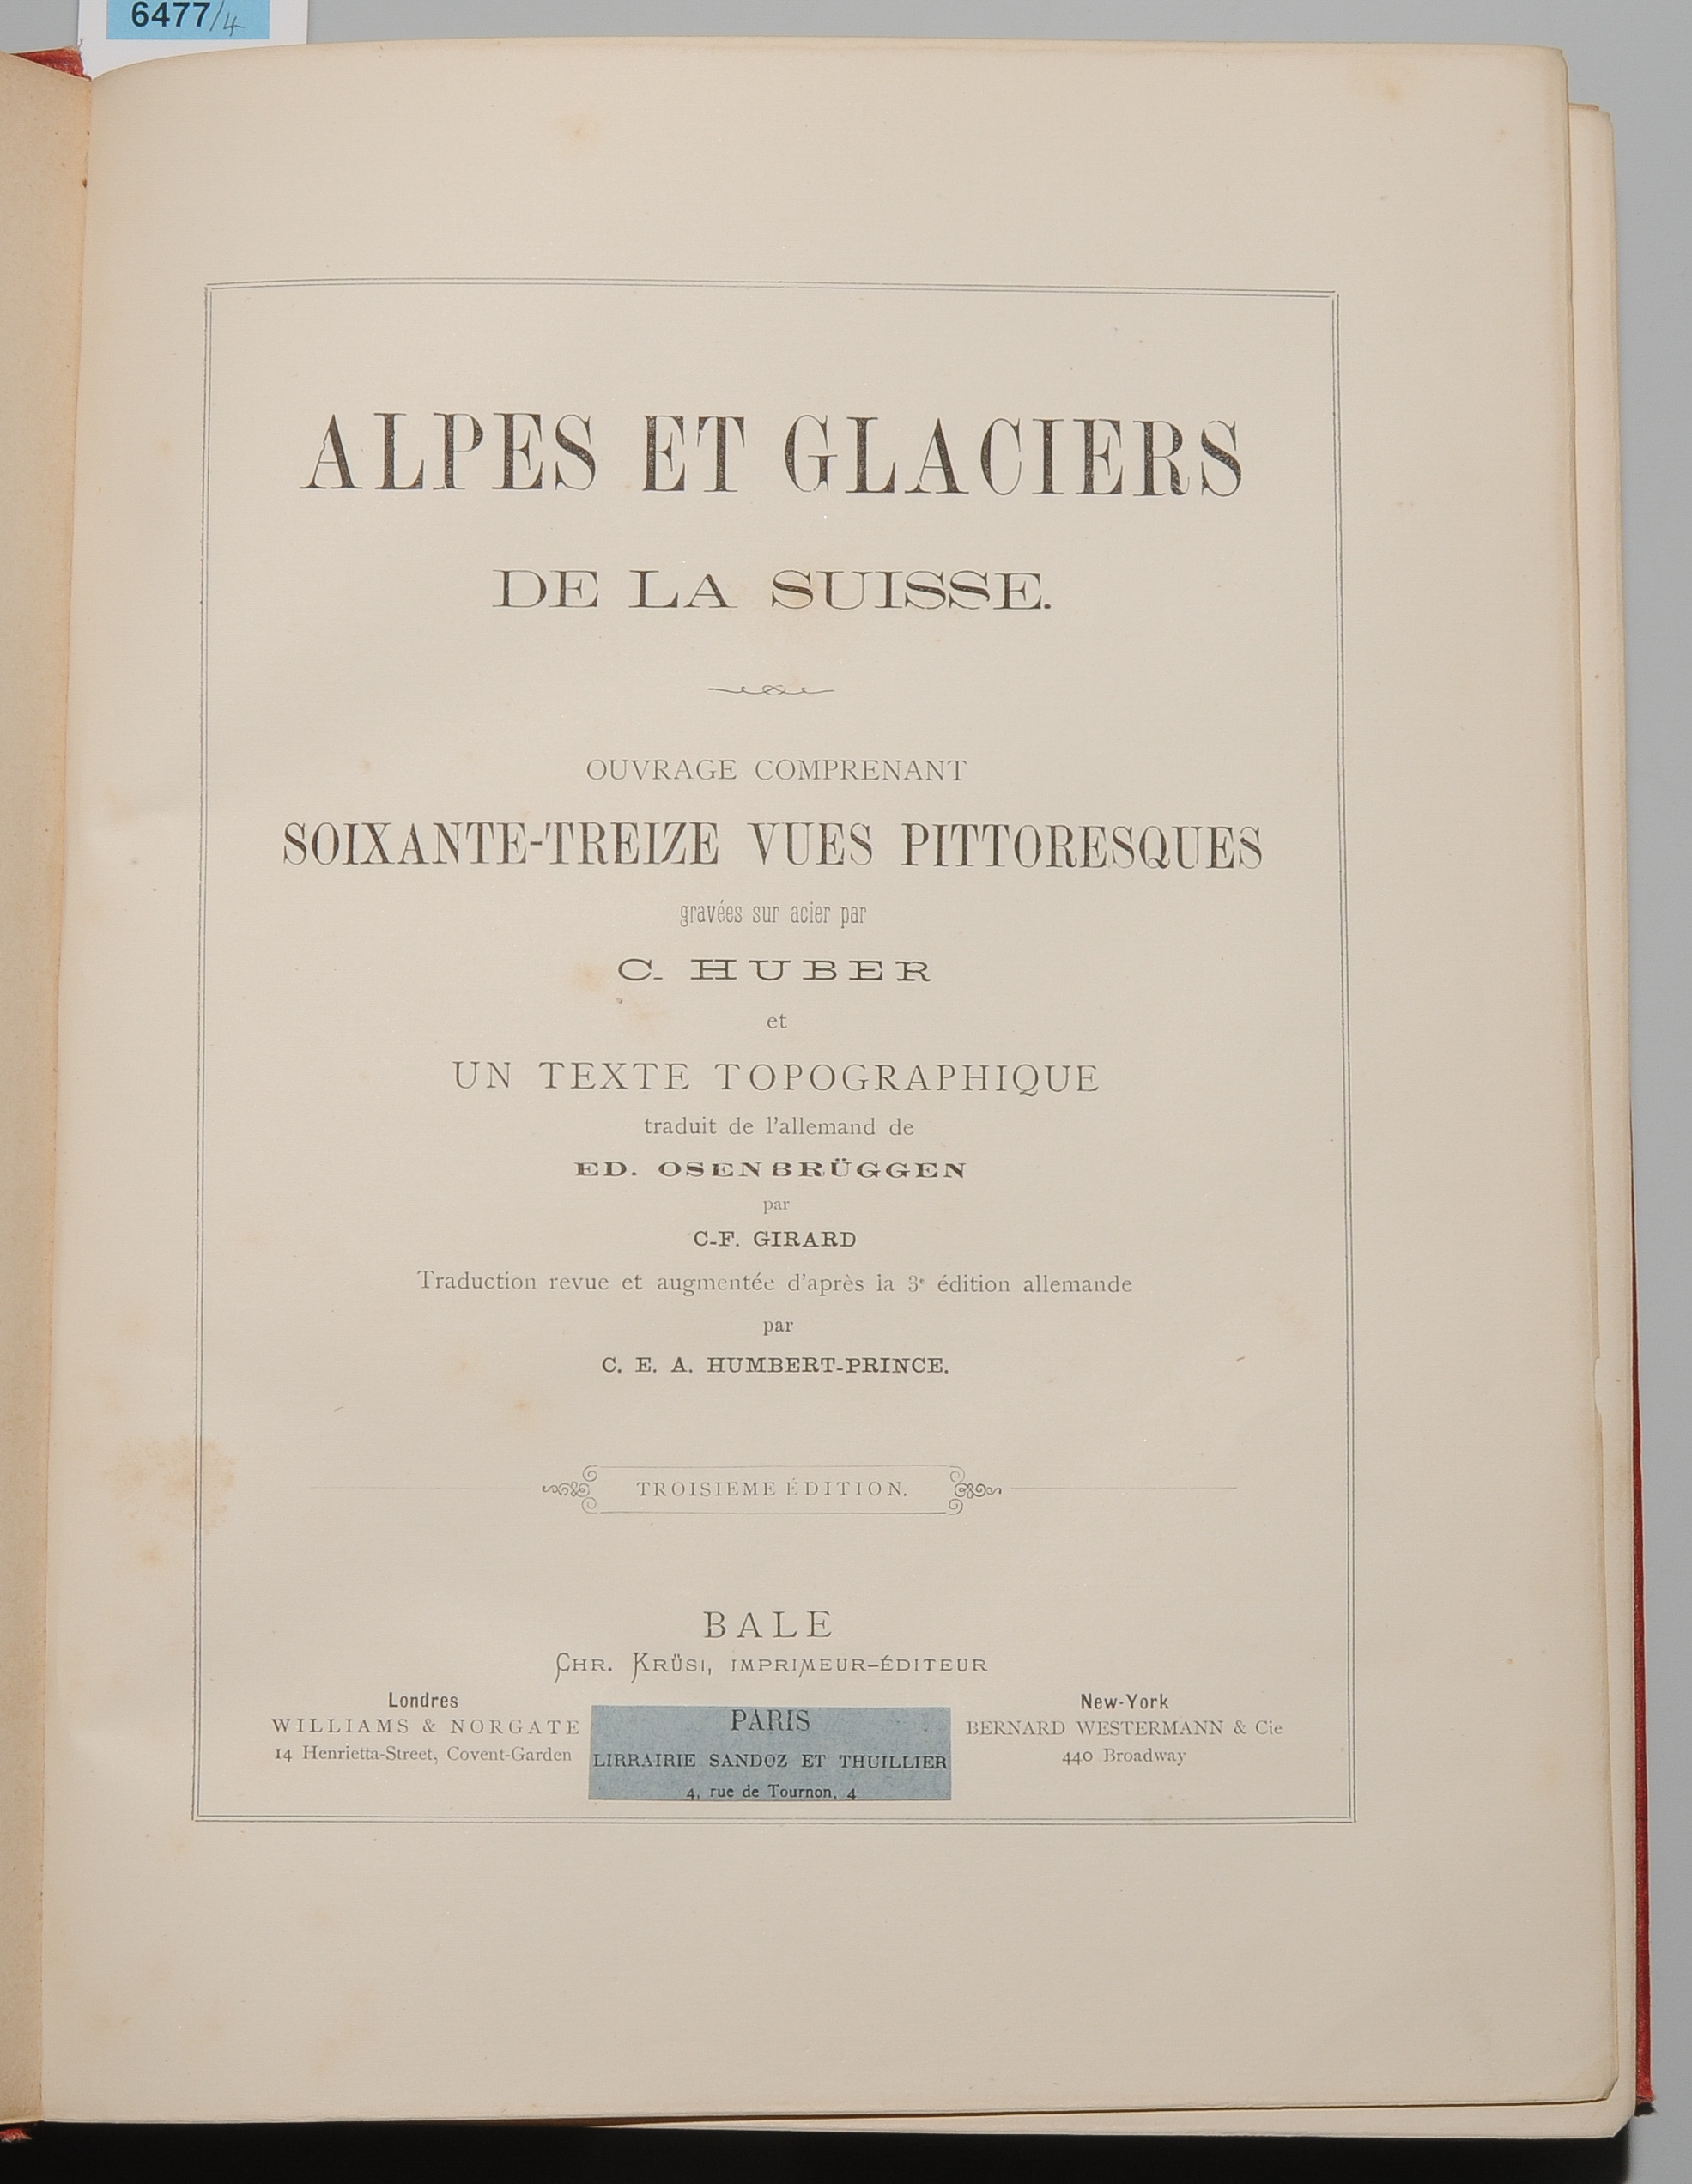 6477/4
ALPES ET GLACIERS
DE LA SUISSE.
OUVRAGE COMPRENANT
SOIXANTE-TREIZE VUES PITTORESQUES
gravées sur acier par
C. HUBER
et
UN TEXTE TOPOGRAPHIQUE
traduit de l'allemand de
ED. OSENBRÜGGEN
par
C-F. GIRARD
Traduction revue et augmentée d'après la 3e édition allemande
par
C. E. A. HUMBERT-PRINCE.
TROISIEME ÉDITION.
BALE
CHR. KRÜSI, IMPRIMEUR-ÉDITEUR
Londres
WILLIAMS & NORGATE
14 Henrietta-Street, Covent-Garden
PARIS
LIBRAIRIE SANDOZ ET THUILLIER
4, rue de Tournon, 4
New-York
BERNARD WESTERMANN & Cie
440 Broadway